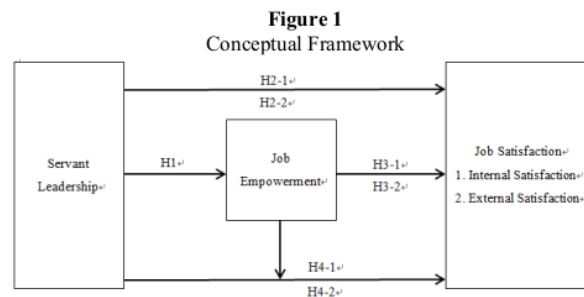 Figure 1
Conceptual Framework
H2-1
H2-2
Servant
Leadership
H1
Job
Empowerment
H3-1
H3-2
Job Satisfaction
1. Internal Satisfaction
2. External Satisfaction
H4-1
H4-2